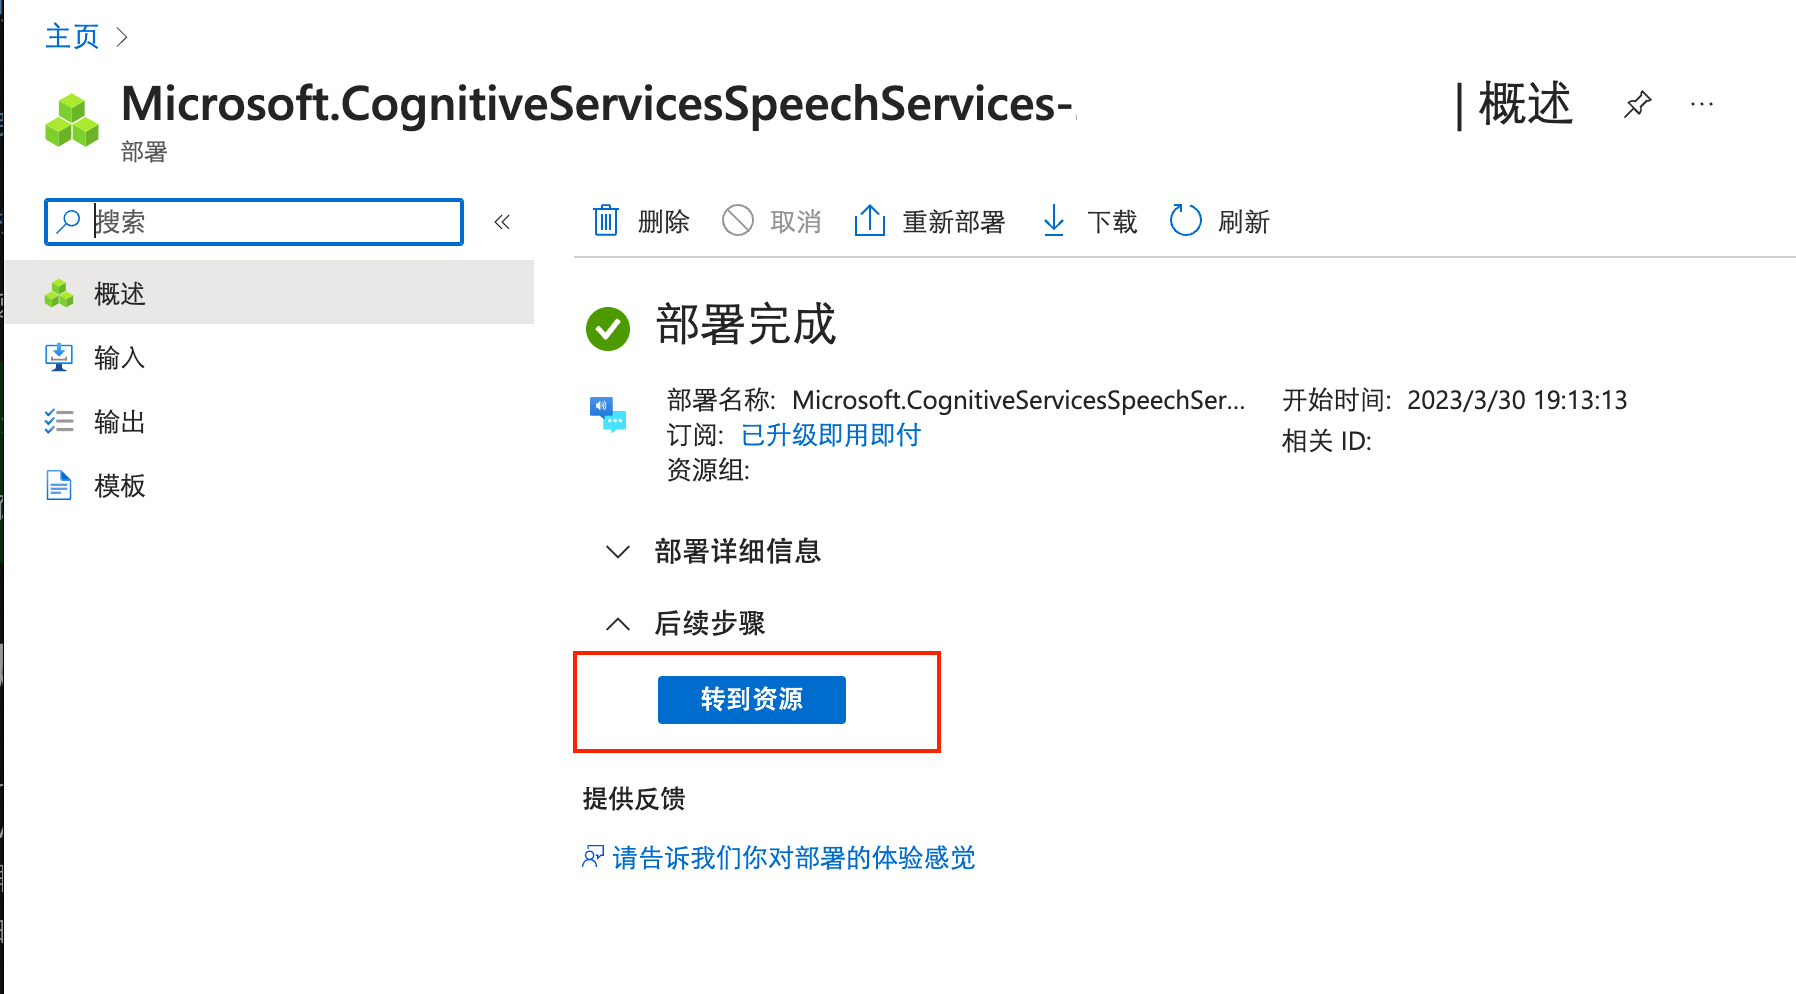 主页
Microsoft.CognitiveServicesSpeechServices- | 概述
部署
搜索
删除 取消 重新部署 下载 刷新
概述
输入
输出
模板
部署完成
部署名称: Microsoft.CognitiveServicesSpeechSer... 开始时间: 2023/3/30 19:13:13
订阅: 已升级即用即付 相关 ID:
资源组:
部署详细信息
后续步骤
转到资源
提供反馈
请告诉我们你对部署的体验感觉